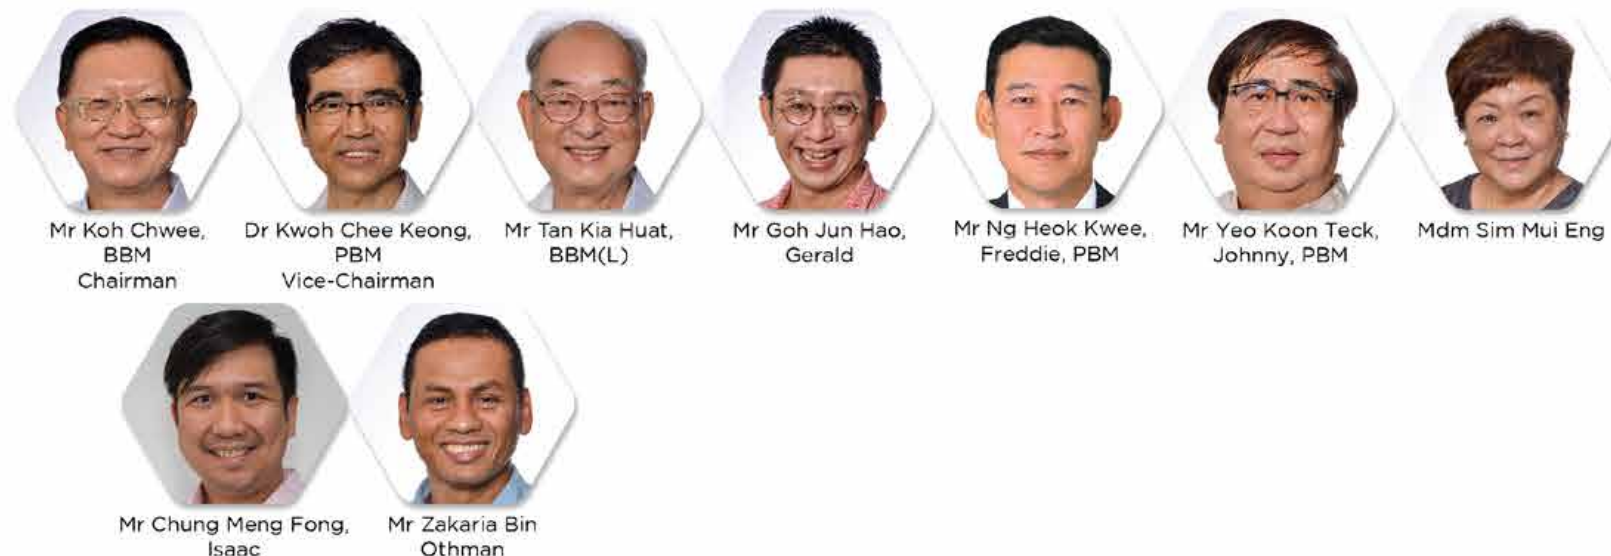 Mr Koh Chwee,
BBM
Chairman
Dr Kwoh Chee Keong,
PBM
Vice-Chairman
Mr Tan Kia Huat,
BBM(L)
Mr Goh Jun Hao,
Gerald
Mr Ng Heok Kwee,
Freddie, PBM
Mr Yeo Koon Teck,
Johnny, PBM
Mdm Sim Mui Eng
Mr Chung Meng Fong,
Isaac
Mr Zakaria Bin
Othman